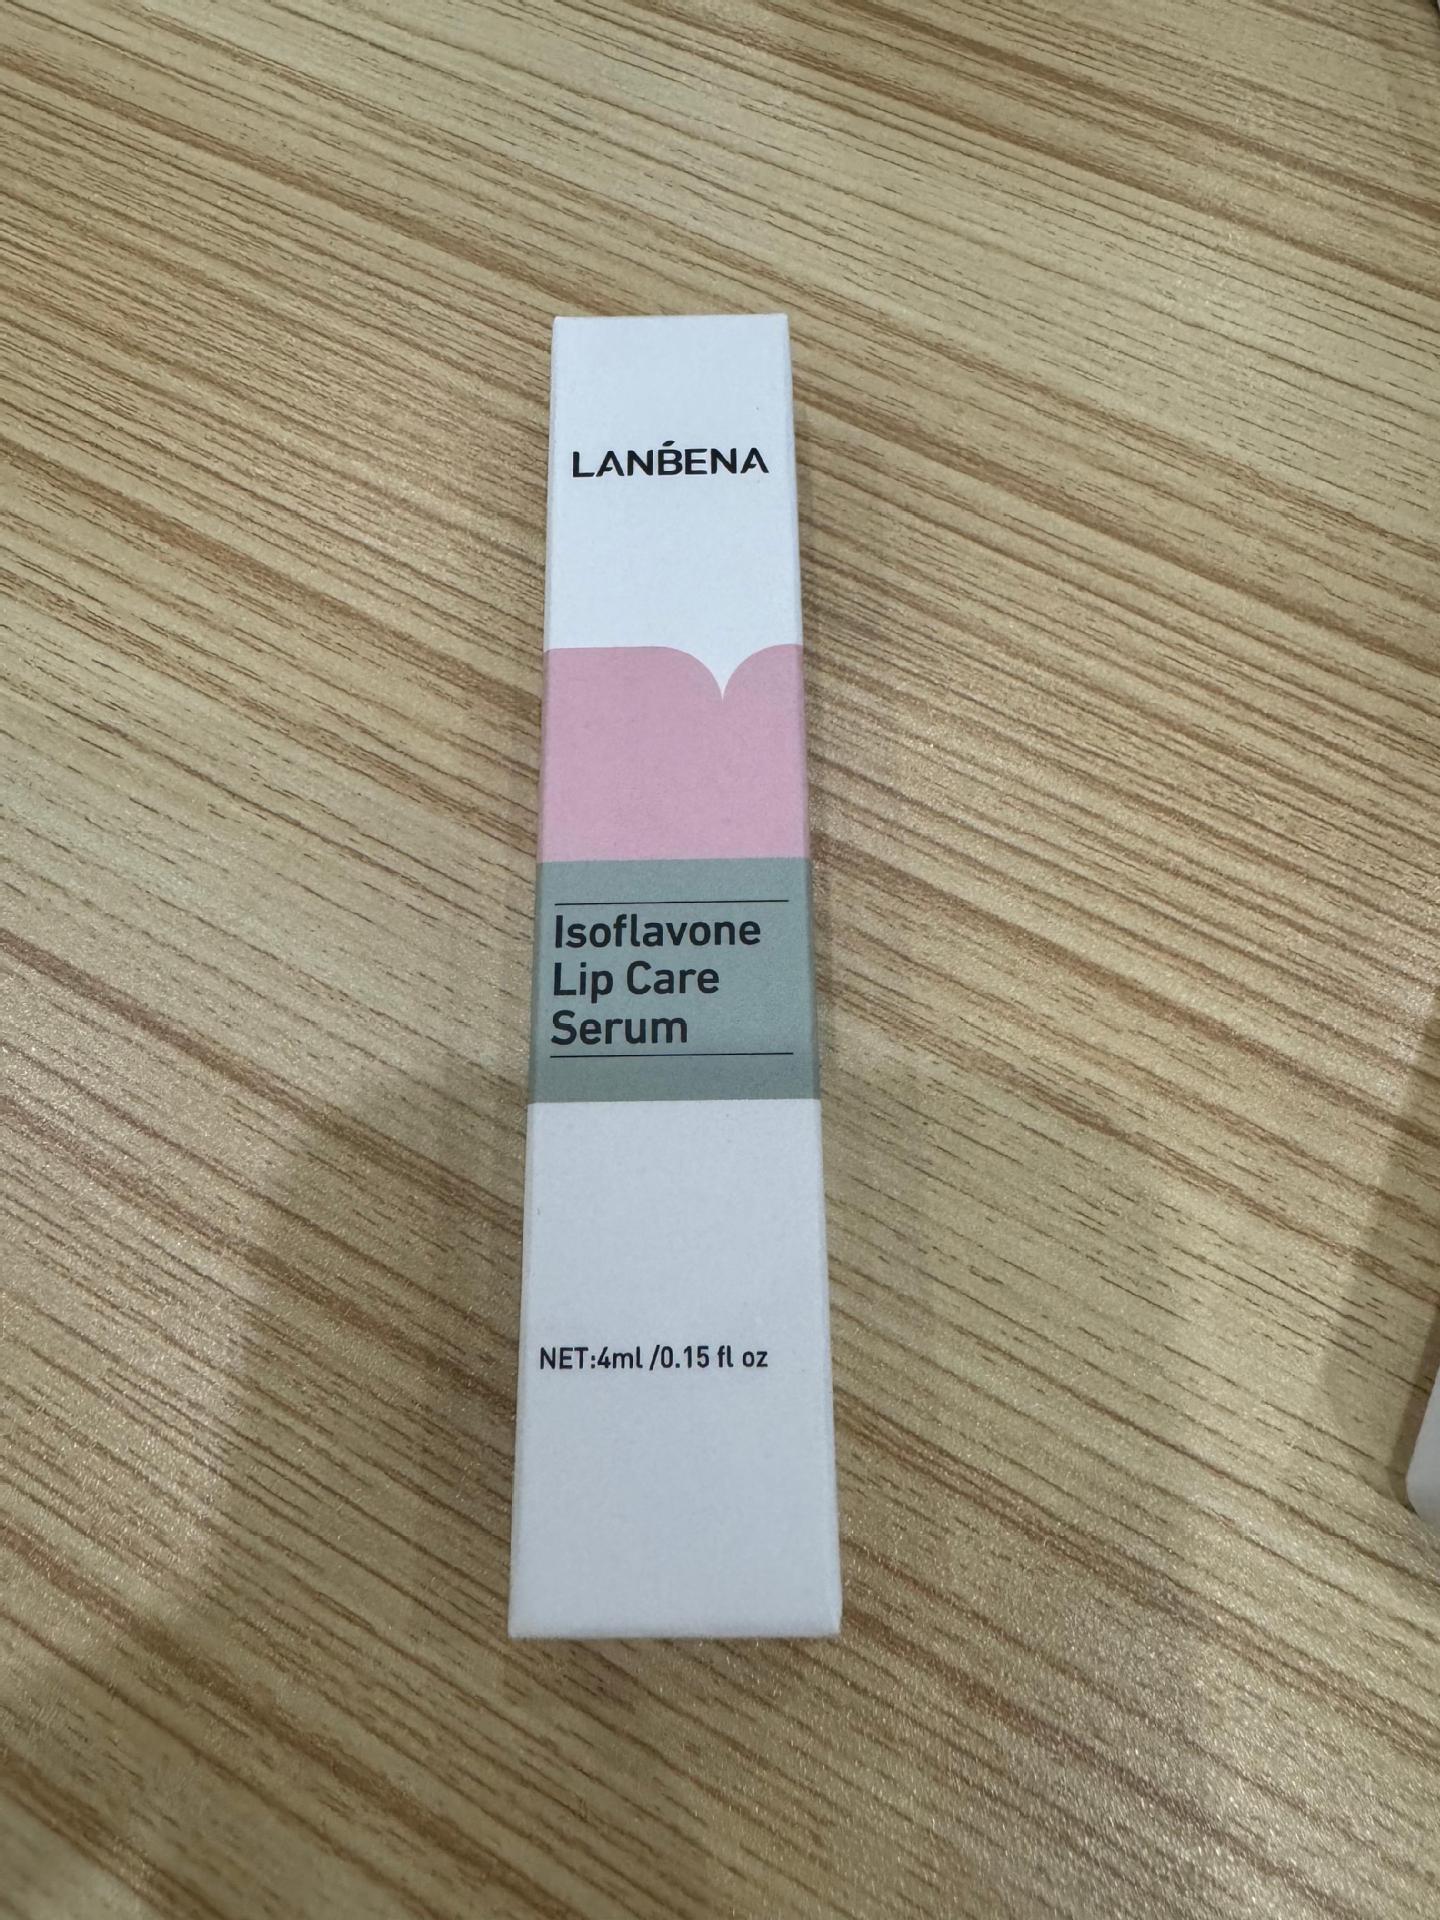 LANBENA
Isoflavone
Lip Care
Serum
NET:4ml /0.15 fl oz